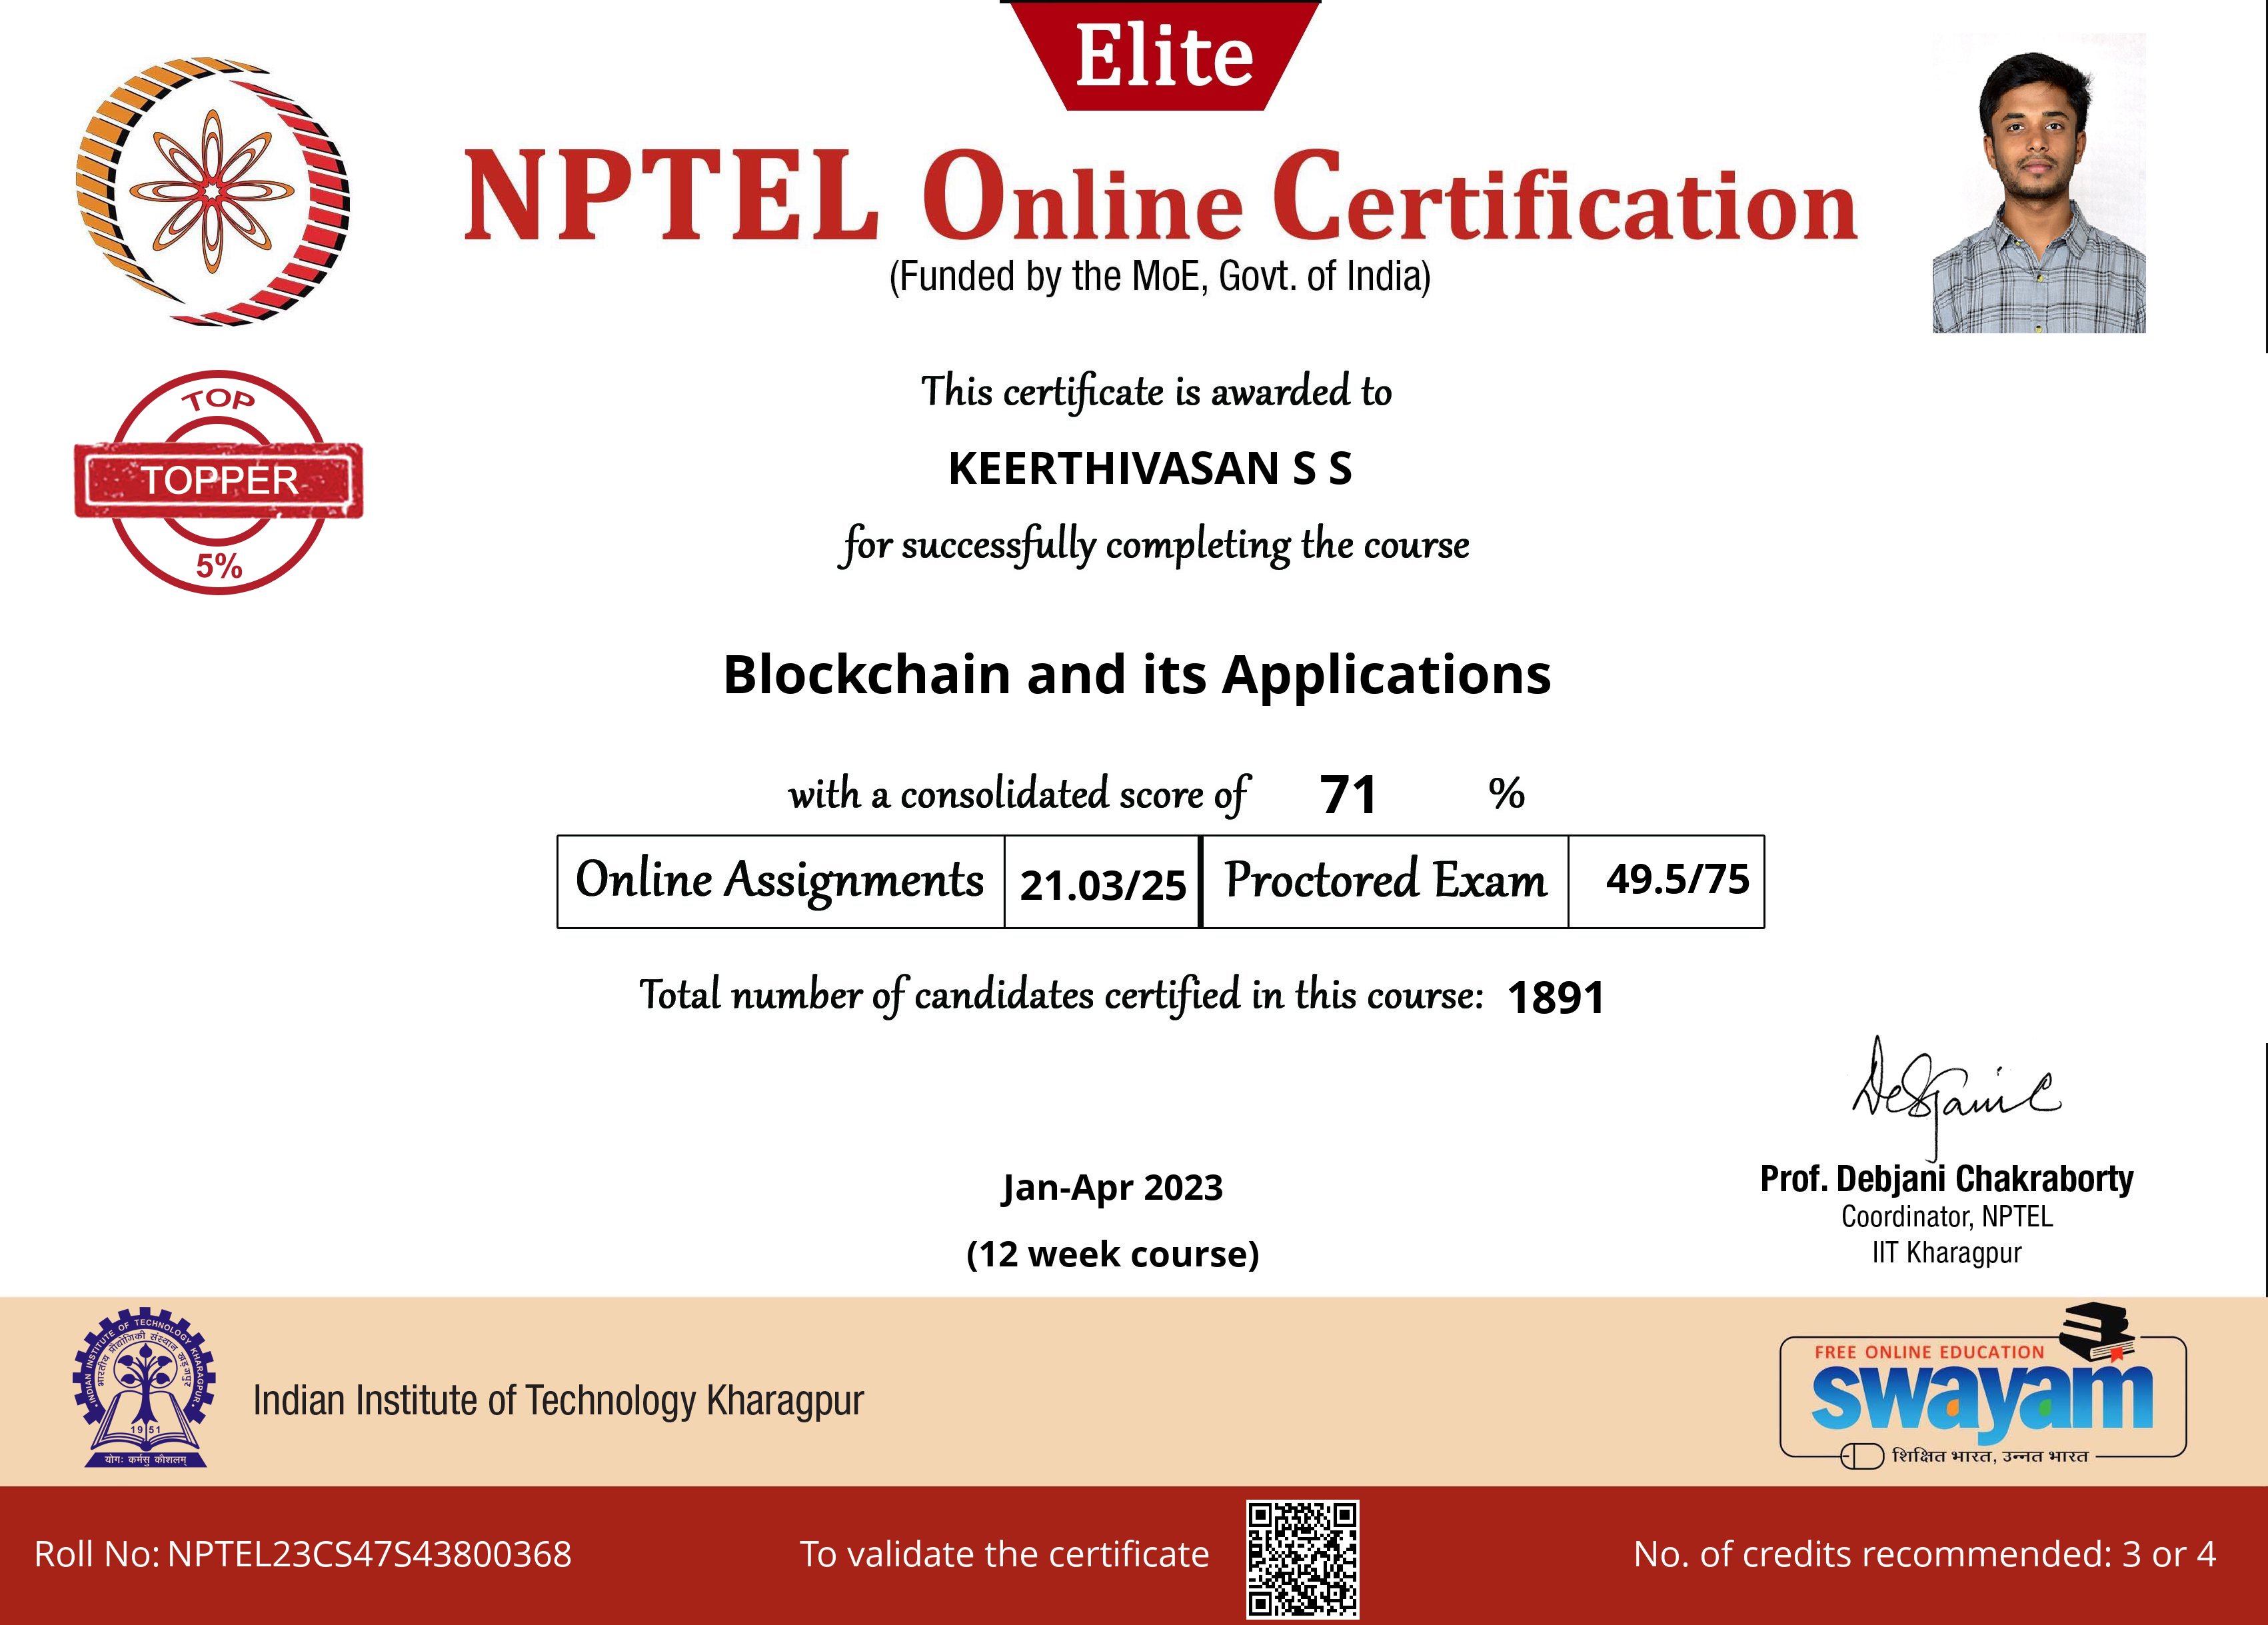 Elite
NPTEL Online Certification
(Funded by the MoE, Govt. of India)
TOP
TOPPER
5%
This certificate is awarded to
KEERTHIVASAN S S
for successfully completing the course
Blockchain and its Applications
with a consolidated score of 71 %
Online Assignments 21.03/25 Proctored Exam 49.5/75
Total number of candidates certified in this course: 1891
Debjani C
Prof. Debjani Chakraborty
Coordinator, NPTEL
IIT Kharagpur
Jan-Apr 2023
(12 week course)
INDIAN INSTITUTE OF TECHNOLOGY KHARAGPUR
भारतीय प्रौद्योगिकी संस्थान खड़गपुर
1951
योगः कर्मसु कौशलम्
Indian Institute of Technology Kharagpur
FREE ONLINE EDUCATION
swayam
शिक्षित भारत, उन्नत भारत
Roll No: NPTEL23CS47S43800368
To validate the certificate
No. of credits recommended: 3 or 4